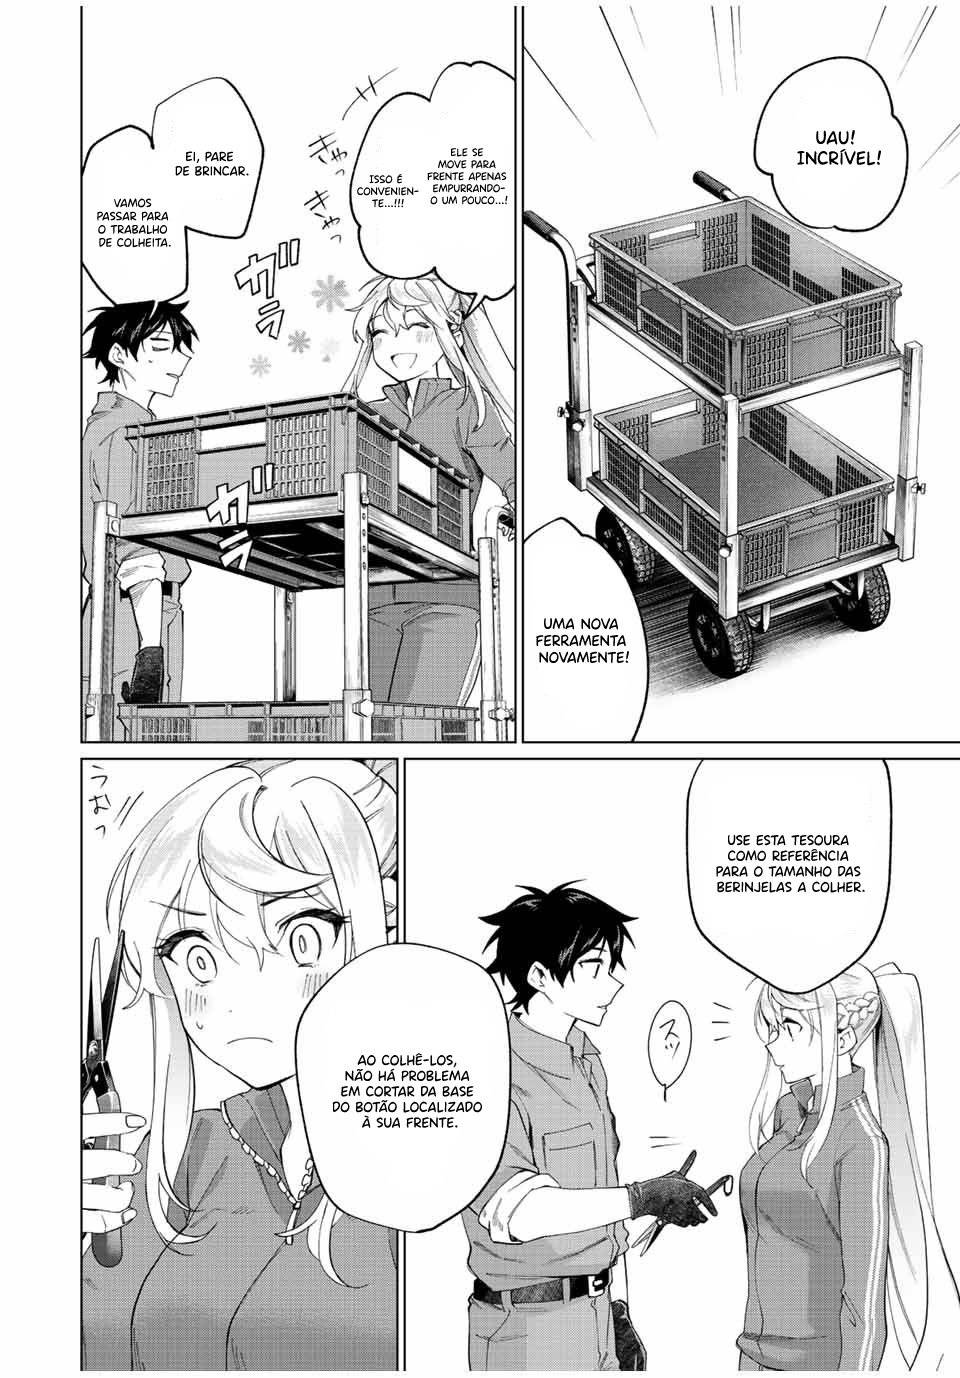 UAU!
INCRÍVEL!
UMA NOVA
FERRAMENTA
NOVAMENTE!
ELE SE
MOVE PARA
FRENTE APENAS
EMPURRANDO-
O UM POUCO...!
ISSO É
CONVENIEN-
TE...!!!
きゃっ
きゃっ
ガラ
ガラ
EI, PARE
DE BRINCAR.
VAMOS
PASSAR PARA
O TRABALHO
DE COLHEITA.
USE ESTA TESOURA
COMO REFERÊNCIA
PARA O TAMANHO DAS
BERINJELAS A COLHER.
スッ
AO COLHÊ-LOS,
NÃO HÁ PROBLEMA
EM CORTAR DA BASE
DO BOTÃO LOCALIZADO
À SUA FRENTE.
うおっ